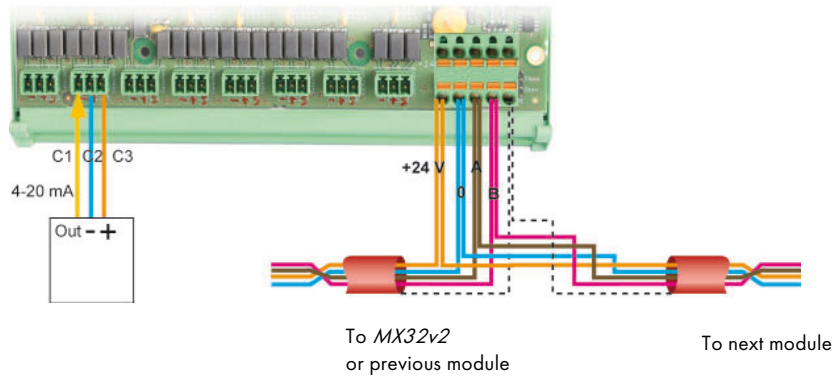 C1 C2 C3
4-20 mA
Out - +
+24 V
0
A
B
To MX32v2
or previous module
To next module